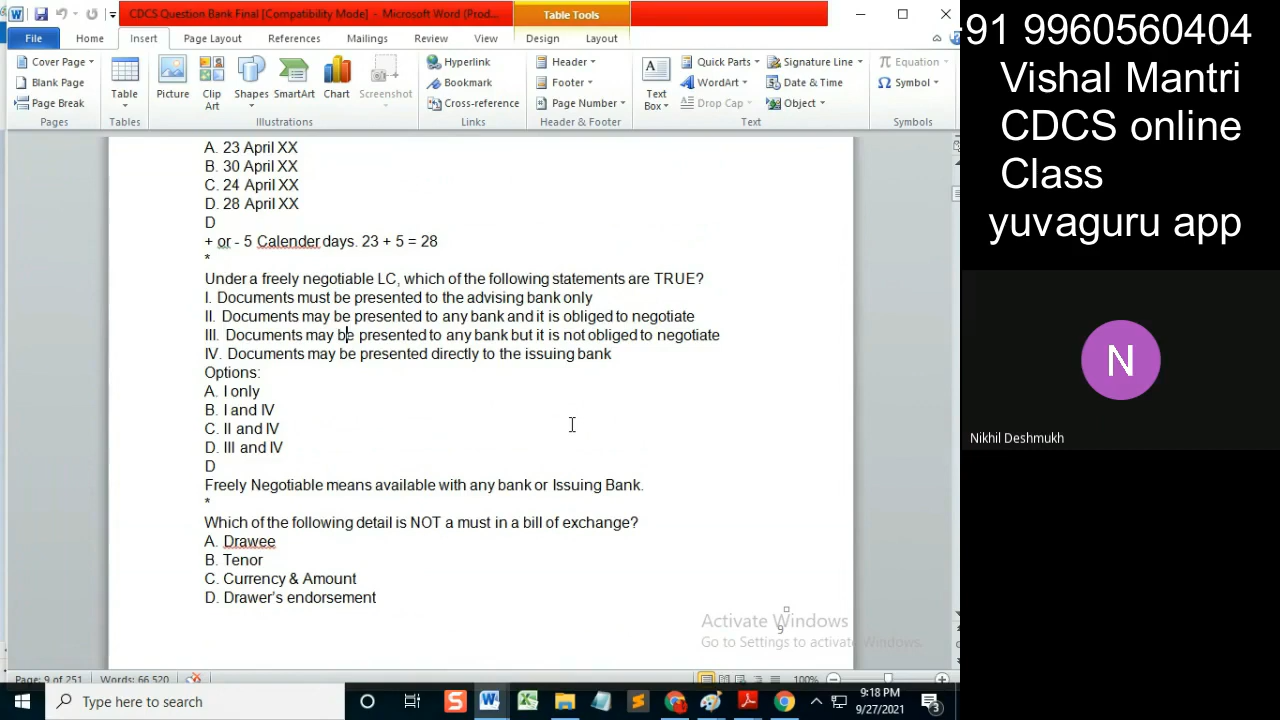 CDCS Question Bank Final [Compatibility Mode] - Microsoft Word (Prod...
Table Tools
File
Home
Insert
Page Layout
References
Mailings
Review
View
Design
Layout
Cover Page
Blank Page
Page Break
Table
Picture
Clip Art
Shapes
SmartArt
Chart
Screenshot
Hyperlink
Bookmark
Cross-reference
Header
Footer
Page Number
Text Box
Quick Parts
WordArt
Drop Cap
Signature Line
Date & Time
Object
Equation
Symbol
Pages
Tables
Illustrations
Links
Header & Footer
Text
Symbols
A. 23 April XX
B. 30 April XX
C. 24 April XX
D. 28 April XX
D
+ or - 5 Calender days. 23 + 5 = 28
*
Under a freely negotiable LC, which of the following statements are TRUE?
I. Documents must be presented to the advising bank only
II. Documents may be presented to any bank and it is obliged to negotiate
III. Documents may be presented to any bank but it is not obliged to negotiate
IV. Documents may be presented directly to the issuing bank
Options:
A. I only
B. I and IV
C. II and IV
D. III and IV
D
Freely Negotiable means available with any bank or Issuing Bank.
*
Which of the following detail is NOT a must in a bill of exchange?
A. Drawee
B. Tenor
C. Currency & Amount
D. Drawer's endorsement
9
Activate Windows
Go to Settings to activate Windows.
Page: 9 of 251
Words: 66,520
100%
Type here to search
9:18 PM
9/27/2021
3
-91 9960560404
Vishal Mantri
CDCS online
Class
yuvaguru app
N
Nikhil Deshmukh